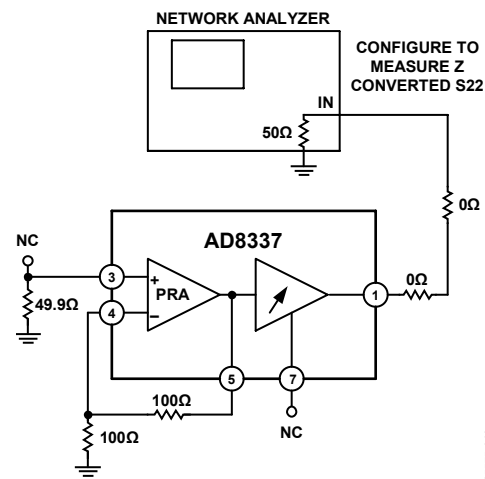 NETWORK ANALYZER
CONFIGURE TO
MEASURE Z
CONVERTED S22
IN
50Ω
0Ω
NC
AD8337
0Ω
3
+
PRA
1
49.9Ω
4
−
5
7
100Ω
100Ω
NC